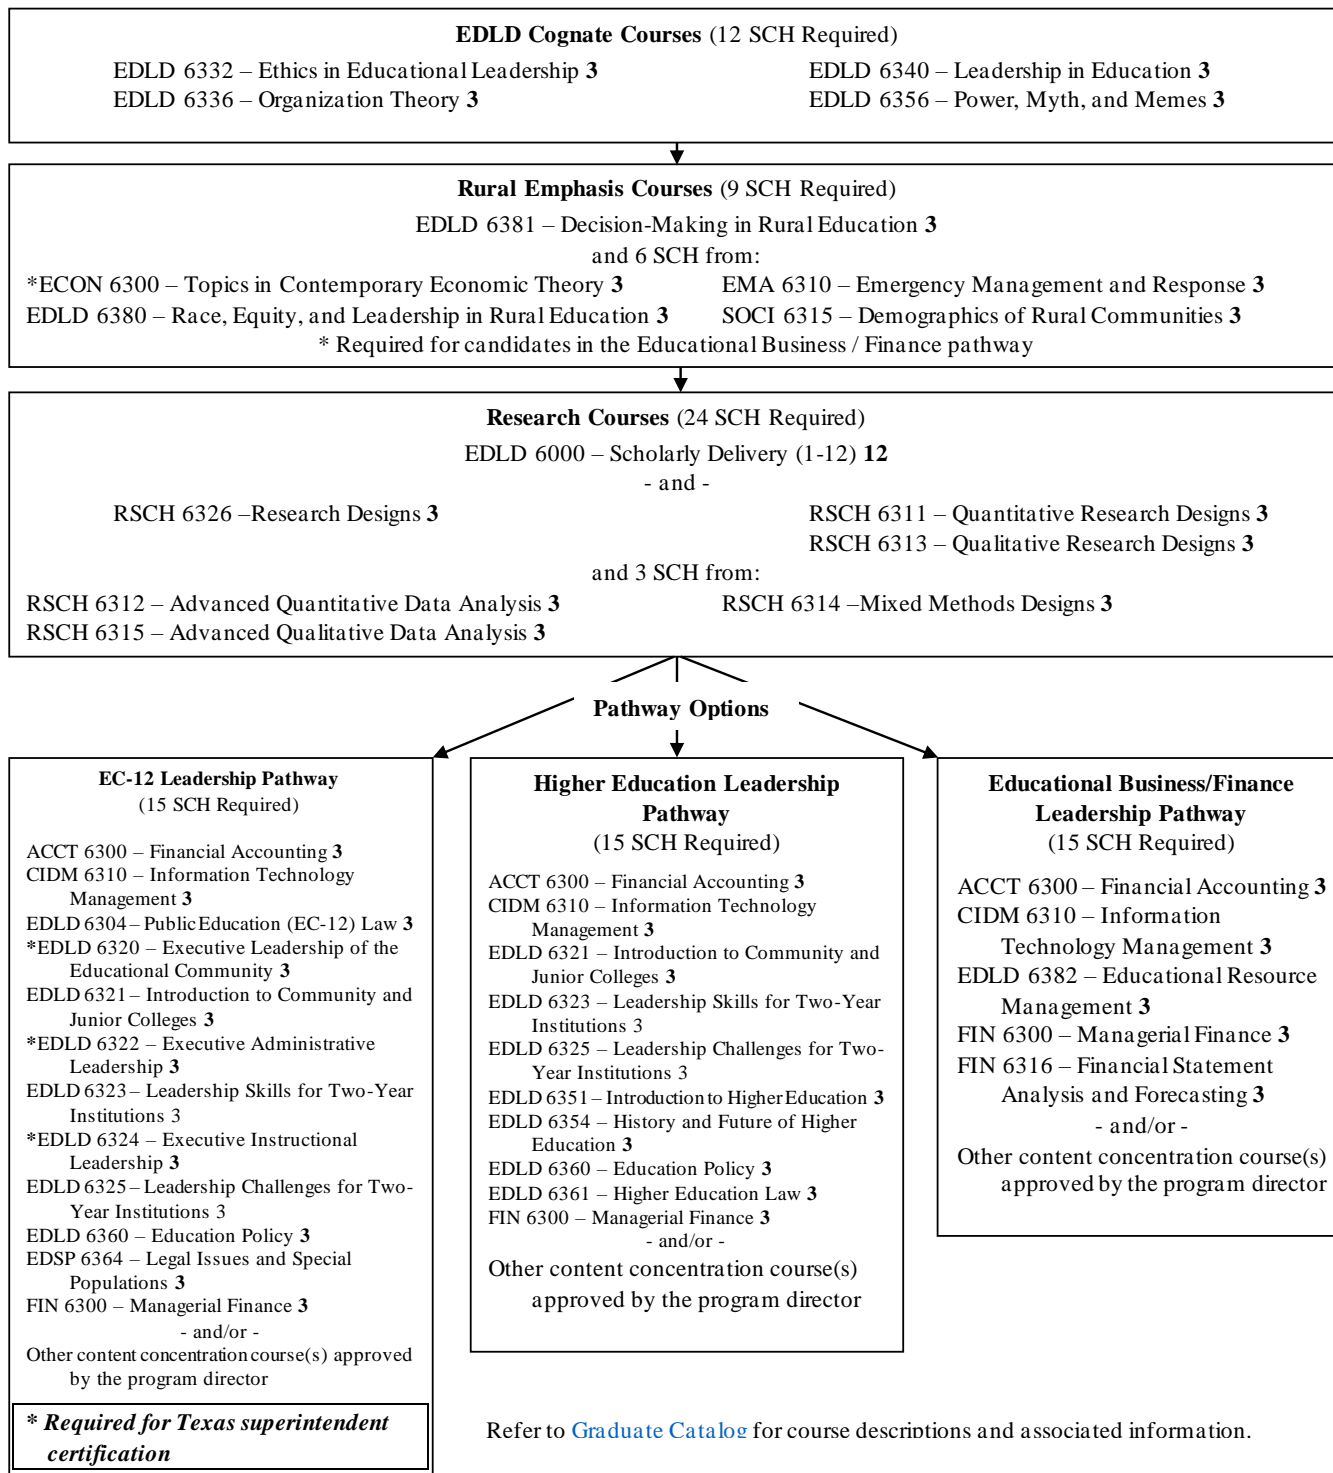 EDLD Cognate Courses (12 SCH Required)
EDLD 6332 – Ethics in Educational Leadership 3
EDLD 6340 – Leadership in Education 3
EDLD 6336 – Organization Theory 3
EDLD 6356 – Power, Myth, and Memes 3
Rural Emphasis Courses (9 SCH Required)
EDLD 6381 – Decision-Making in Rural Education 3
and 6 SCH from:
*ECON 6300 – Topics in Contemporary Economic Theory 3
EMA 6310 – Emergency Management and Response 3
EDLD 6380 – Race, Equity, and Leadership in Rural Education 3
SOCI 6315 – Demographics of Rural Communities 3
* Required for candidates in the Educational Business / Finance pathway
Research Courses (24 SCH Required)
EDLD 6000 – Scholarly Delivery (1-12) 12
- and -
RSCH 6326 –Research Designs 3
RSCH 6311 – Quantitative Research Designs 3
RSCH 6313 – Qualitative Research Designs 3
and 3 SCH from:
RSCH 6312 – Advanced Quantitative Data Analysis 3
RSCH 6314 –Mixed Methods Designs 3
RSCH 6315 – Advanced Qualitative Data Analysis 3
Pathway Options
EC-12 Leadership Pathway
(15 SCH Required)
ACCT 6300 – Financial Accounting 3
CIDM 6310 – Information Technology
Management 3
EDLD 6304 – Public Education (EC-12) Law 3
*EDLD 6320 – Executive Leadership of the
Educational Community 3
EDLD 6321 – Introduction to Community and
Junior Colleges 3
*EDLD 6322 – Executive Administrative
Leadership 3
EDLD 6323 – Leadership Skills for Two-Year
Institutions 3
*EDLD 6324 – Executive Instructional
Leadership 3
EDLD 6325 – Leadership Challenges for Two-
Year Institutions 3
EDLD 6360 – Education Policy 3
EDSP 6364 – Legal Issues and Special
Populations 3
FIN 6300 – Managerial Finance 3
- and/or -
Other content concentration course(s) approved
by the program director
* Required for Texas superintendent
certification
Higher Education Leadership
Pathway
(15 SCH Required)
ACCT 6300 – Financial Accounting 3
CIDM 6310 – Information Technology
Management 3
EDLD 6321 – Introduction to Community and
Junior Colleges 3
EDLD 6323 – Leadership Skills for Two-Year
Institutions 3
EDLD 6325 – Leadership Challenges for Two-
Year Institutions 3
EDLD 6351 – Introduction to Higher Education 3
EDLD 6354 – History and Future of Higher
Education 3
EDLD 6360 – Education Policy 3
EDLD 6361 – Higher Education Law 3
FIN 6300 – Managerial Finance 3
- and/or -
Other content concentration course(s)
approved by the program director
Educational Business/Finance
Leadership Pathway
(15 SCH Required)
ACCT 6300 – Financial Accounting 3
CIDM 6310 – Information
Technology Management 3
EDLD 6382 – Educational Resource
Management 3
FIN 6300 – Managerial Finance 3
FIN 6316 – Financial Statement
Analysis and Forecasting 3
- and/or -
Other content concentration course(s)
approved by the program director
Refer to Graduate Catalog for course descriptions and associated information.